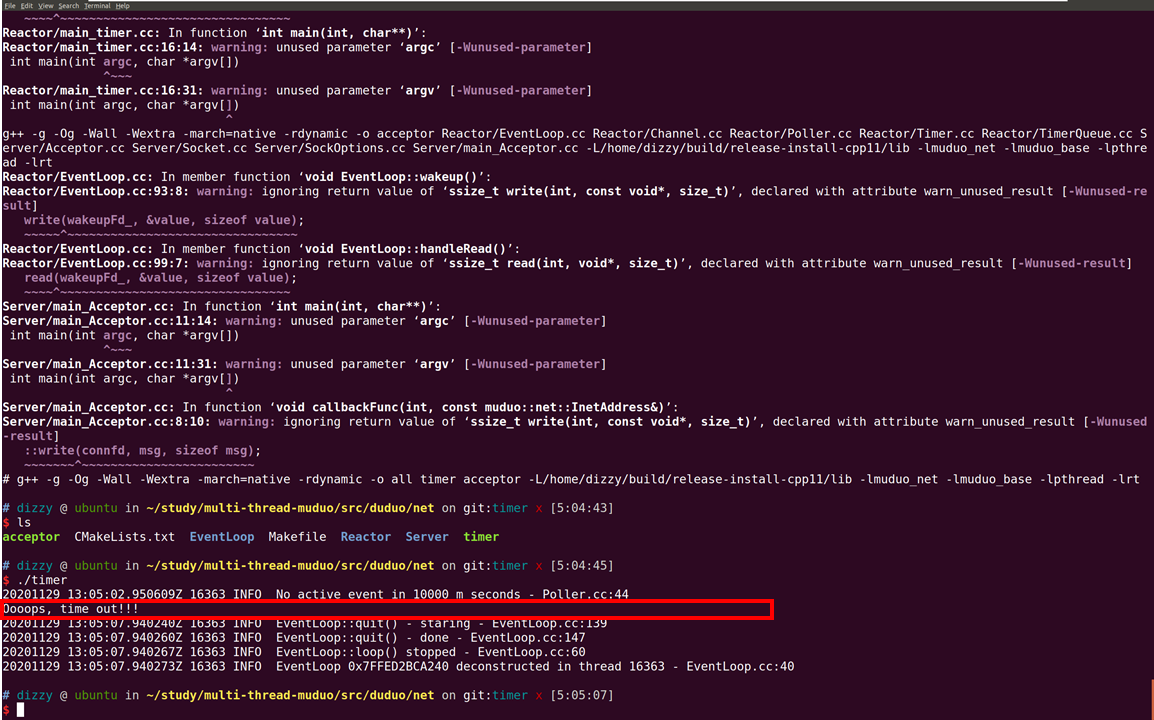 File Edit View Search Terminal Help
~~~~^~~~~~~~~~~~~~~~~~~~~~~~~~~~~~~
Reactor/main_timer.cc: In function ‘int main(int, char**)’:
Reactor/main_timer.cc:16:14: warning: unused parameter ‘argc’ [-Wunused-parameter]
int main(int argc, char *argv[])
^~~~
Reactor/main_timer.cc:16:31: warning: unused parameter ‘argv’ [-Wunused-parameter]
int main(int argc, char *argv[])
^
g++ -g -Og -Wall -Wextra -march=native -rdynamic -o acceptor Reactor/EventLoop.cc Reactor/Channel.cc Reactor/Poller.cc Reactor/Timer.cc Reactor/TimerQueue.cc S
erver/Acceptor.cc Server/Socket.cc Server/SockOptions.cc Server/main_Acceptor.cc -L/home/dizzy/build/release-install-cpp11/lib -lmuduo_net -lmuduo_base -lpthre
ad -lrt
Reactor/EventLoop.cc: In member function ‘void EventLoop::wakeup()’:
Reactor/EventLoop.cc:93:8: warning: ignoring return value of ‘ssize_t write(int, const void*, size_t)’, declared with attribute warn_unused_result [-Wunused-re
sult]
write(wakeupFd_, &value, sizeof value);
~~~~~^~~~~~~~~~~~~~~~~~~~~~~~~~~~~~~~~
Reactor/EventLoop.cc: In member function ‘void EventLoop::handleRead()’:
Reactor/EventLoop.cc:99:7: warning: ignoring return value of ‘ssize_t read(int, void*, size_t)’, declared with attribute warn_unused_result [-Wunused-result]
read(wakeupFd_, &value, sizeof value);
~~~~^~~~~~~~~~~~~~~~~~~~~~~~~~~~~~~~~
Server/main_Acceptor.cc: In function ‘int main(int, char**)’:
Server/main_Acceptor.cc:11:14: warning: unused parameter ‘argc’ [-Wunused-parameter]
int main(int argc, char *argv[])
^~~~
Server/main_Acceptor.cc:11:31: warning: unused parameter ‘argv’ [-Wunused-parameter]
int main(int argc, char *argv[])
^
Server/main_Acceptor.cc: In function ‘void callbackFunc(int, const muduo::net::InetAddress&)’:
Server/main_Acceptor.cc:8:10: warning: ignoring return value of ‘ssize_t write(int, const void*, size_t)’, declared with attribute warn_unused_result [-Wunused
-result]
::write(connfd, msg, sizeof msg);
~~~~~~~^~~~~~~~~~~~~~~~~~~~~~~~~
# g++ -g -Og -Wall -Wextra -march=native -rdynamic -o all timer acceptor -L/home/dizzy/build/release-install-cpp11/lib -lmuduo_net -lmuduo_base -lpthread -lrt
# dizzy @ ubuntu in ~/study/multi-thread-muduo/src/duduo/net on git:timer x [5:04:43]
$ ls
acceptor CMakeLists.txt EventLoop Makefile Reactor Server timer
# dizzy @ ubuntu in ~/study/multi-thread-muduo/src/duduo/net on git:timer x [5:04:45]
$ ./timer
20201129 13:05:02.950609Z 16363 INFO No active event in 10000 m seconds - Poller.cc:44
Oooops, time out!!!
20201129 13:05:07.940240Z 16363 INFO EventLoop::quit() - staring - EventLoop.cc:139
20201129 13:05:07.940260Z 16363 INFO EventLoop::quit() - done - EventLoop.cc:147
20201129 13:05:07.940267Z 16363 INFO EventLoop::loop() stopped - EventLoop.cc:60
20201129 13:05:07.940273Z 16363 INFO EventLoop 0x7FFED2BCA240 deconstructed in thread 16363 - EventLoop.cc:40
# dizzy @ ubuntu in ~/study/multi-thread-muduo/src/duduo/net on git:timer x [5:05:07]
$